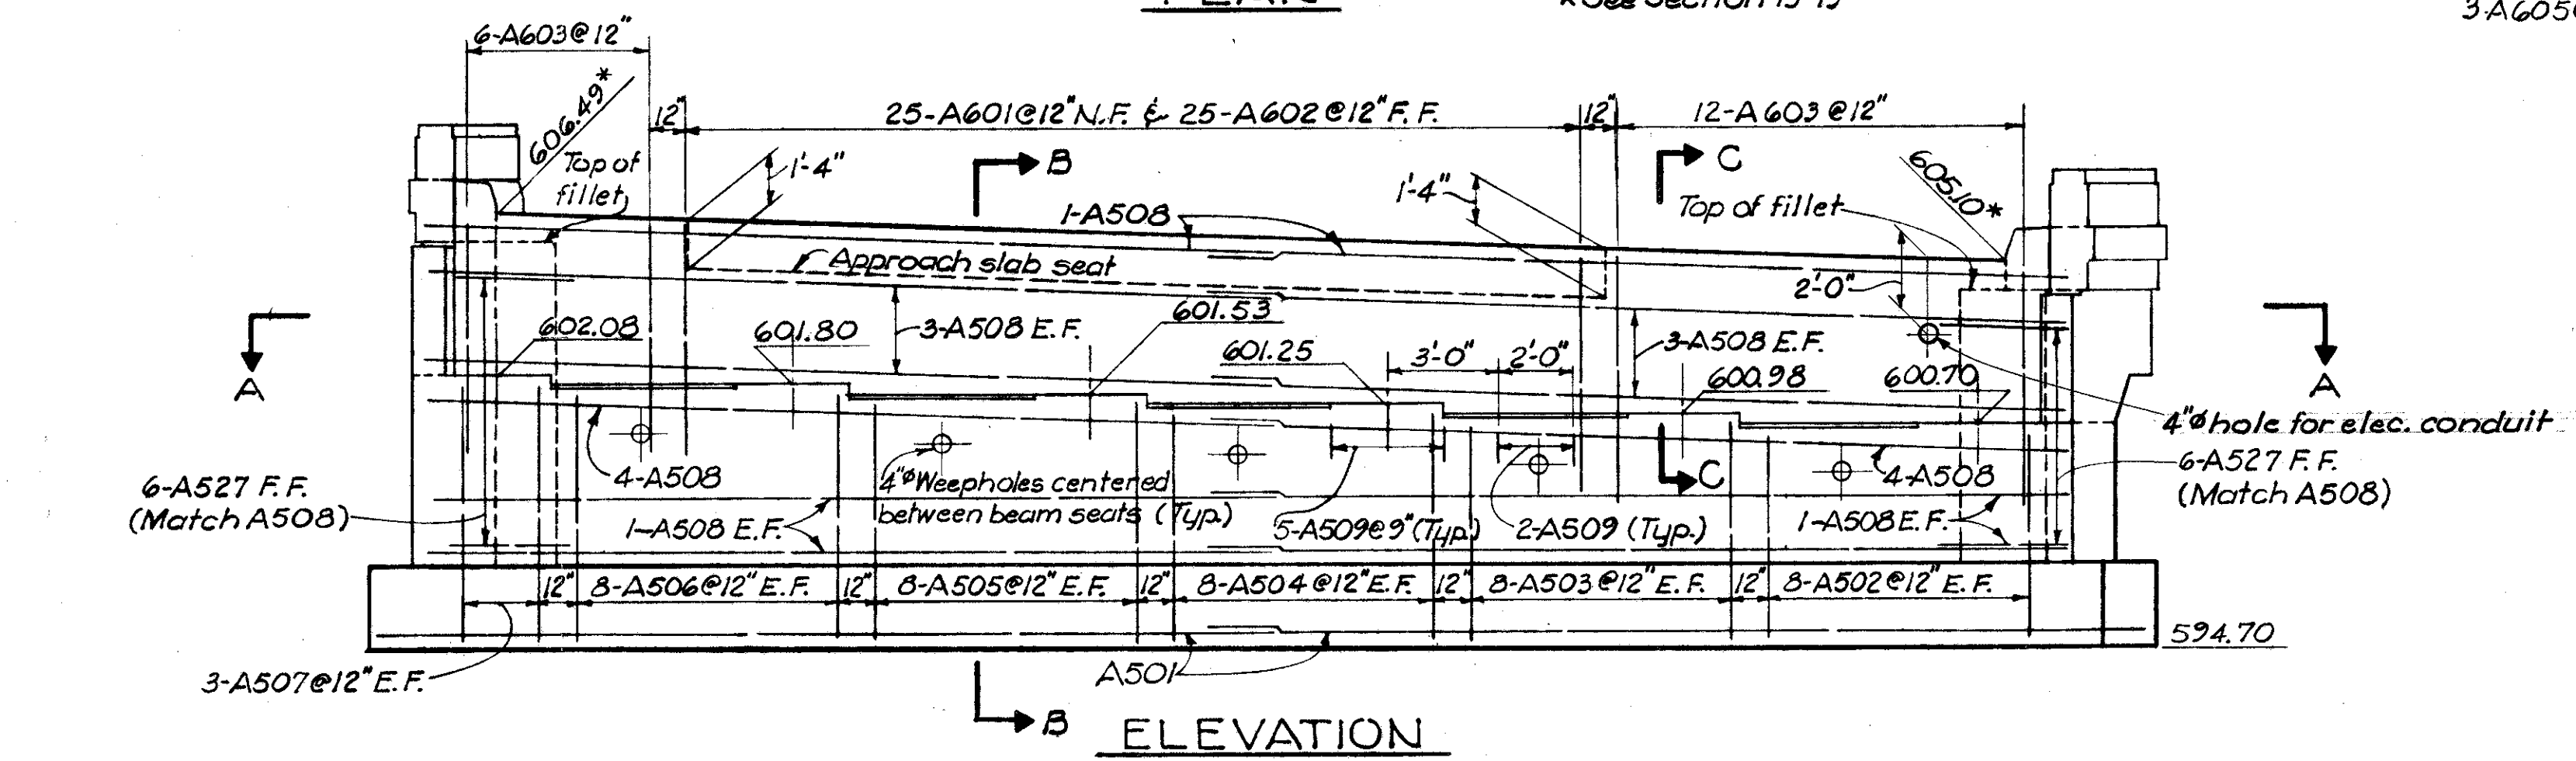 3-A605
6-A603@12"
606.49*
Top of
fillet
12"
25-A601@12" N.F. & 25-A602@12" F.F.
12"
12-A603@12"
1'-4"
B
1-A508
1'-4"
C
Top of fillet
605.10*
Approach slab seat
2'-0"
A
602.08
601.80
3-A508 E.F.
601.53
601.25
3'-0"
2'-0"
3-A508 E.F.
600.98
600.70
A
4"ø hole for elec. conduit
6-A527 F.F.
(Match A508)
4-A508
4"ø Weepholes centered
between beam seats (Typ.)
C
4-A508
6-A527 F.F.
(Match A508)
1-A508 E.F.
5-A509@9" (Typ.)
2-A509 (Typ.)
1-A508 E.F.
12"
8-A506@12" E.F.
12"
8-A505@12" E.F.
12"
8-A504@12" E.F.
12"
8-A503@12" E.F.
12"
8-A502@12" E.F.
594.70
3-A507@12" E.F.
A501
B
ELEVATION